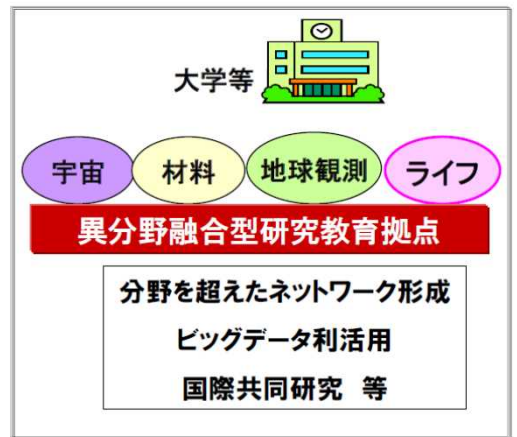 大学等
宇宙 材料 地球観測 ライフ
異分野融合型研究教育拠点
分野を超えたネットワーク形成
ビッグデータ利活用
国際共同研究 等